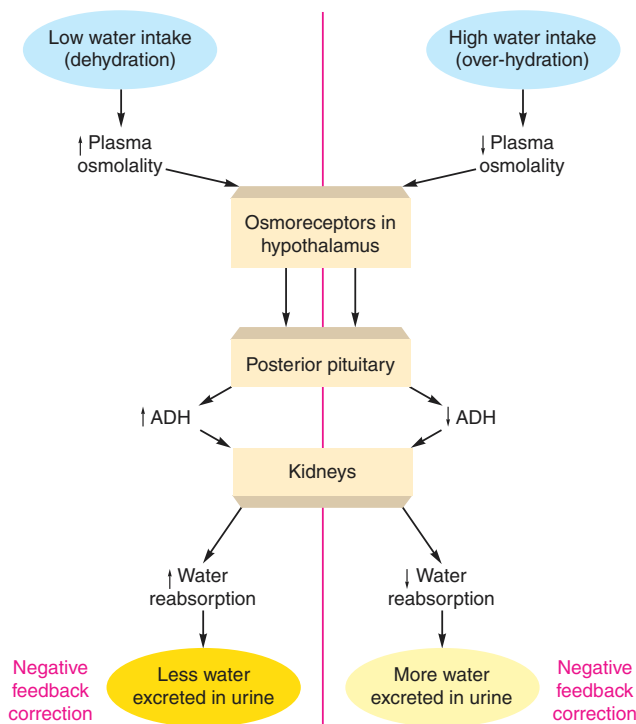 Low water intake
(dehydration)
High water intake
(over-hydration)
↑ Plasma
osmolality
↓ Plasma
osmolality
Osmoreceptors in
hypothalamus
Posterior pituitary
↑ ADH
↓ ADH
Kidneys
↑ Water
reabsorption
↓ Water
reabsorption
Negative
feedback
correction
Less water
excreted in urine
More water
excreted in urine
Negative
feedback
correction